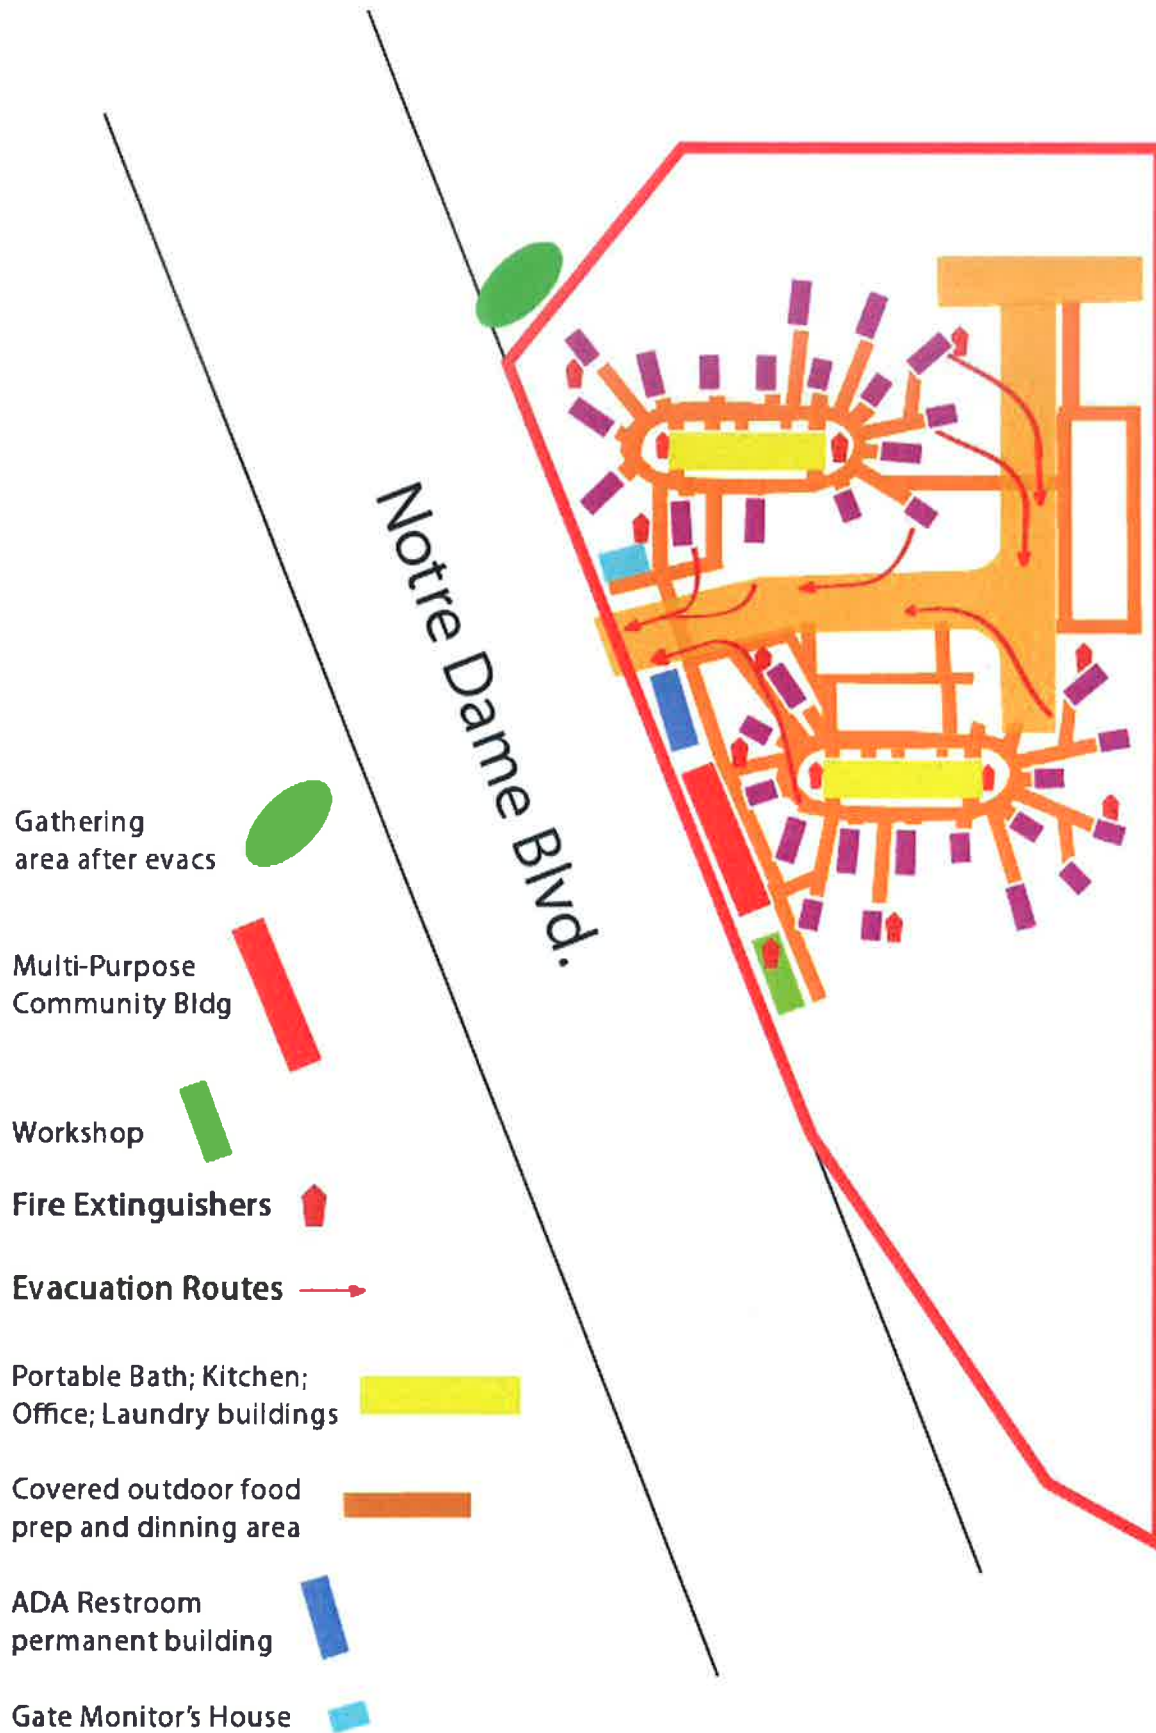 Notre Dame Blvd.
Gathering
area after evacs
Multi-Purpose
Community Bldg
Workshop
Fire Extinguishers
Evacuation Routes
Portable Bath; Kitchen;
Office; Laundry buildings
Covered outdoor food
prep and dinning area
ADA Restroom
permanent building
Gate Monitor's House